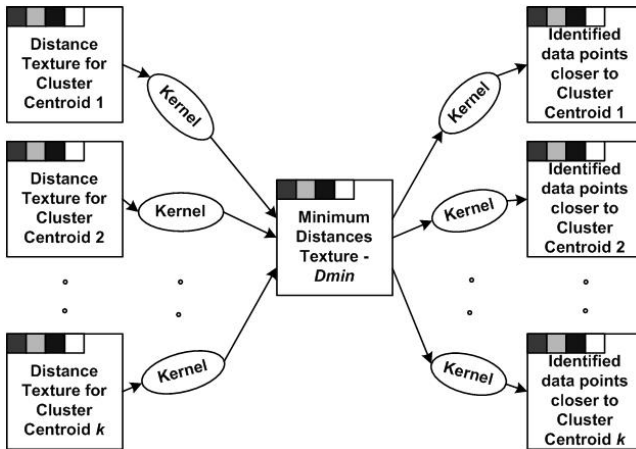 Distance
Texture for
Cluster
Centroid 1
Kernel
Kernel
Identified
data points
closer to
Cluster
Centroid 1
Distance
Texture for
Cluster
Centroid 2
Kernel
Minimum
Distances
Texture -
Dmin
Kernel
Identified
data points
closer to
Cluster
Centroid 2
Distance
Texture for
Cluster
Centroid k
Kernel
Kernel
Identified
data points
closer to
Cluster
Centroid k